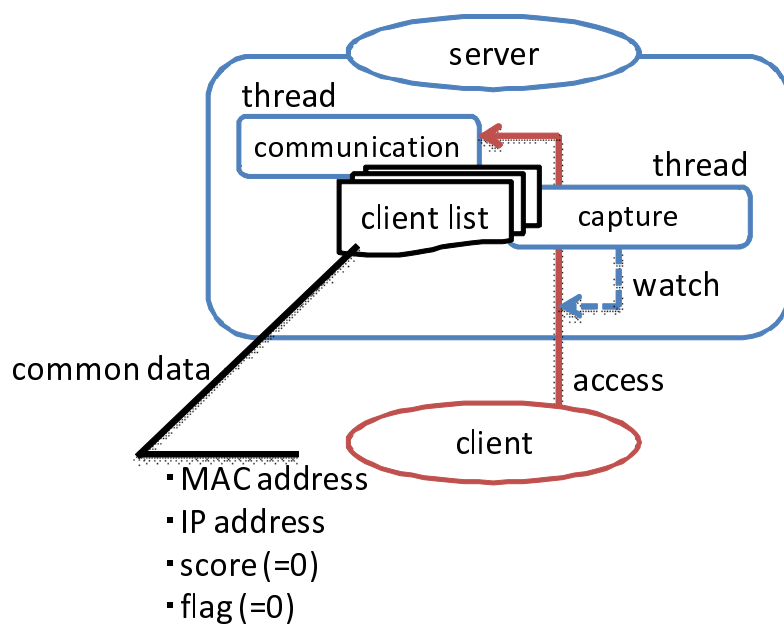 server
thread
communication
thread
client list
capture
watch
common data
access
client
・MAC address
・IP address
・score (=0)
・flag (=0)